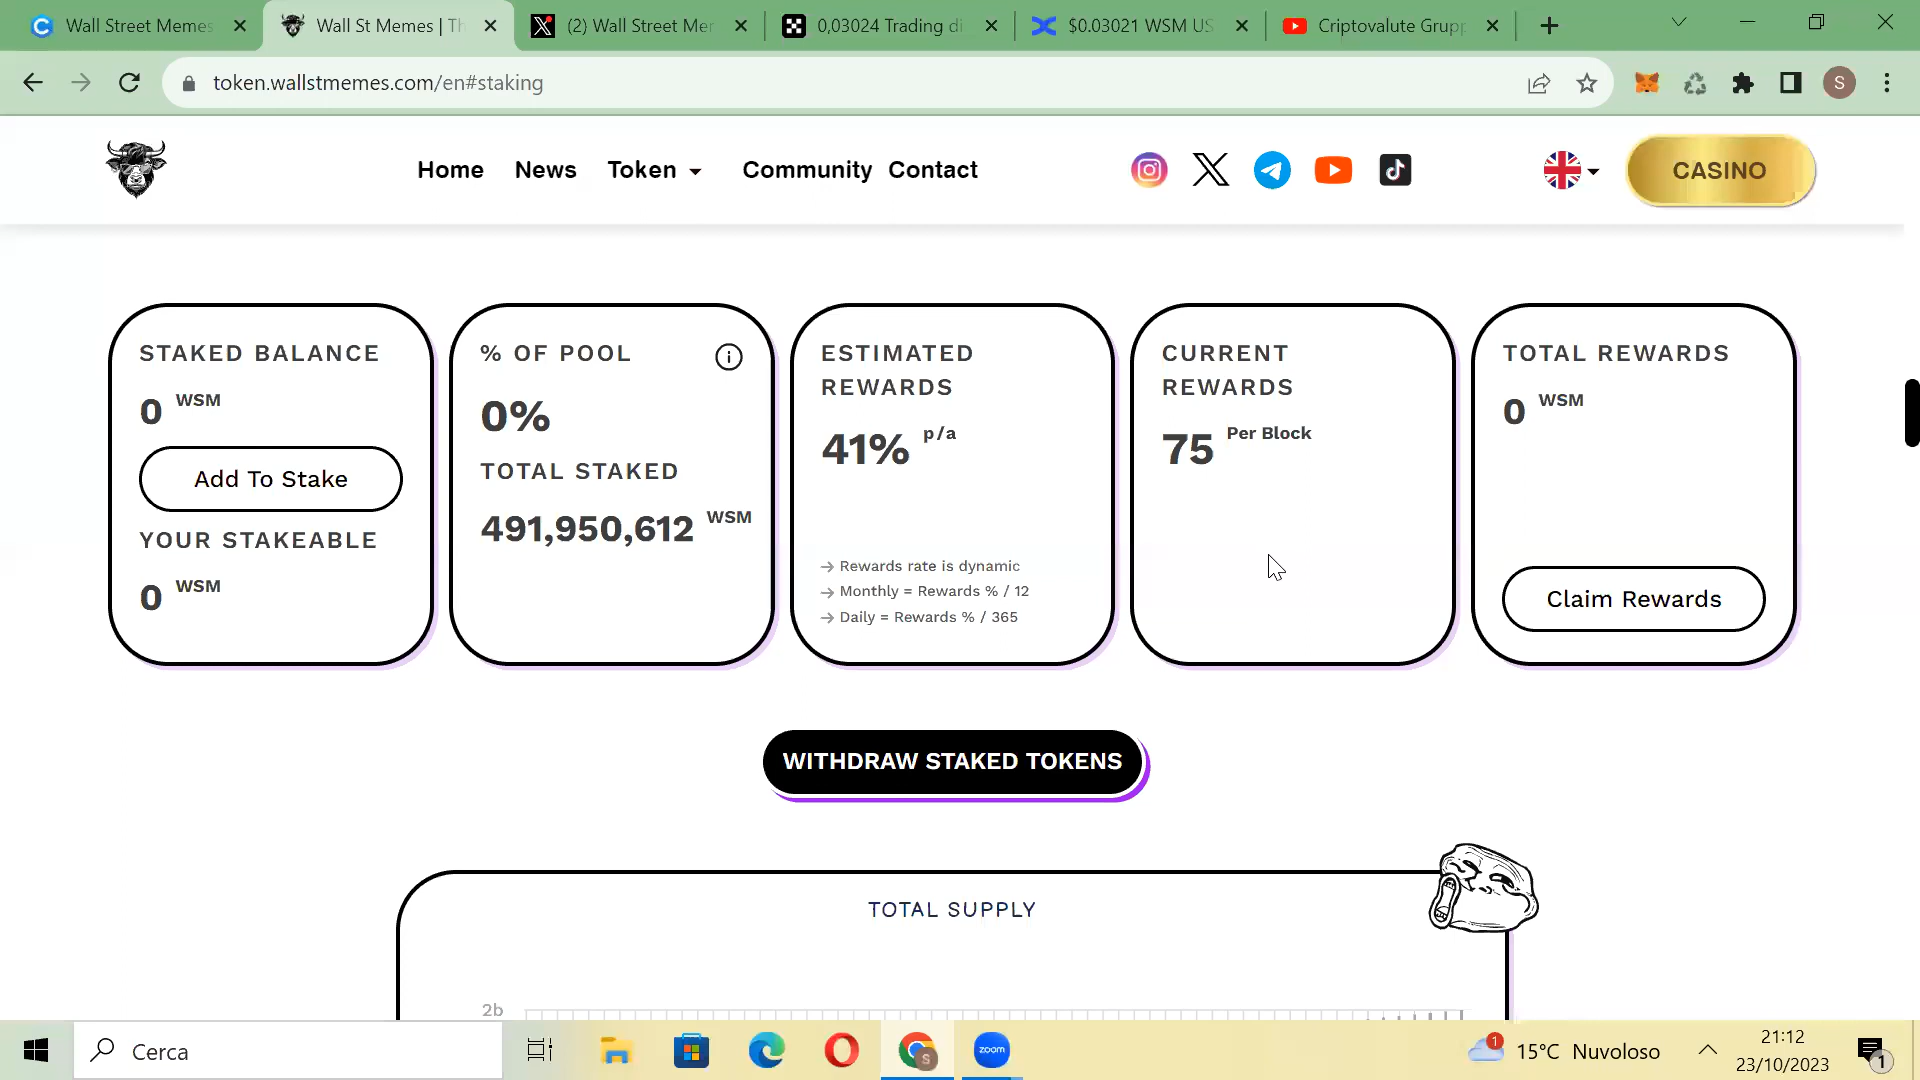 Wall Street Memes
Wall St Memes | Th
(2) Wall Street Mer
0,03024 Trading di
$0.03021 WSM US
Criptovalute Grupp
token.wallstmemes.com/en#staking
S
Home
News
Token
Community
Contact
CASINO
STAKED BALANCE
0 WSM
Add To Stake
YOUR STAKEABLE
0 WSM
% OF POOL
0%
TOTAL STAKED
491,950,612 WSM
ESTIMATED
REWARDS
41% p/a
Rewards rate is dynamic
Monthly = Rewards % / 12
Daily = Rewards % / 365
CURRENT
REWARDS
75 Per Block
TOTAL REWARDS
0 WSM
Claim Rewards
WITHDRAW STAKED TOKENS
TOTAL SUPPLY
2b
Cerca
S
zoom
1
15°C Nuvoloso
21:12
23/10/2023
1